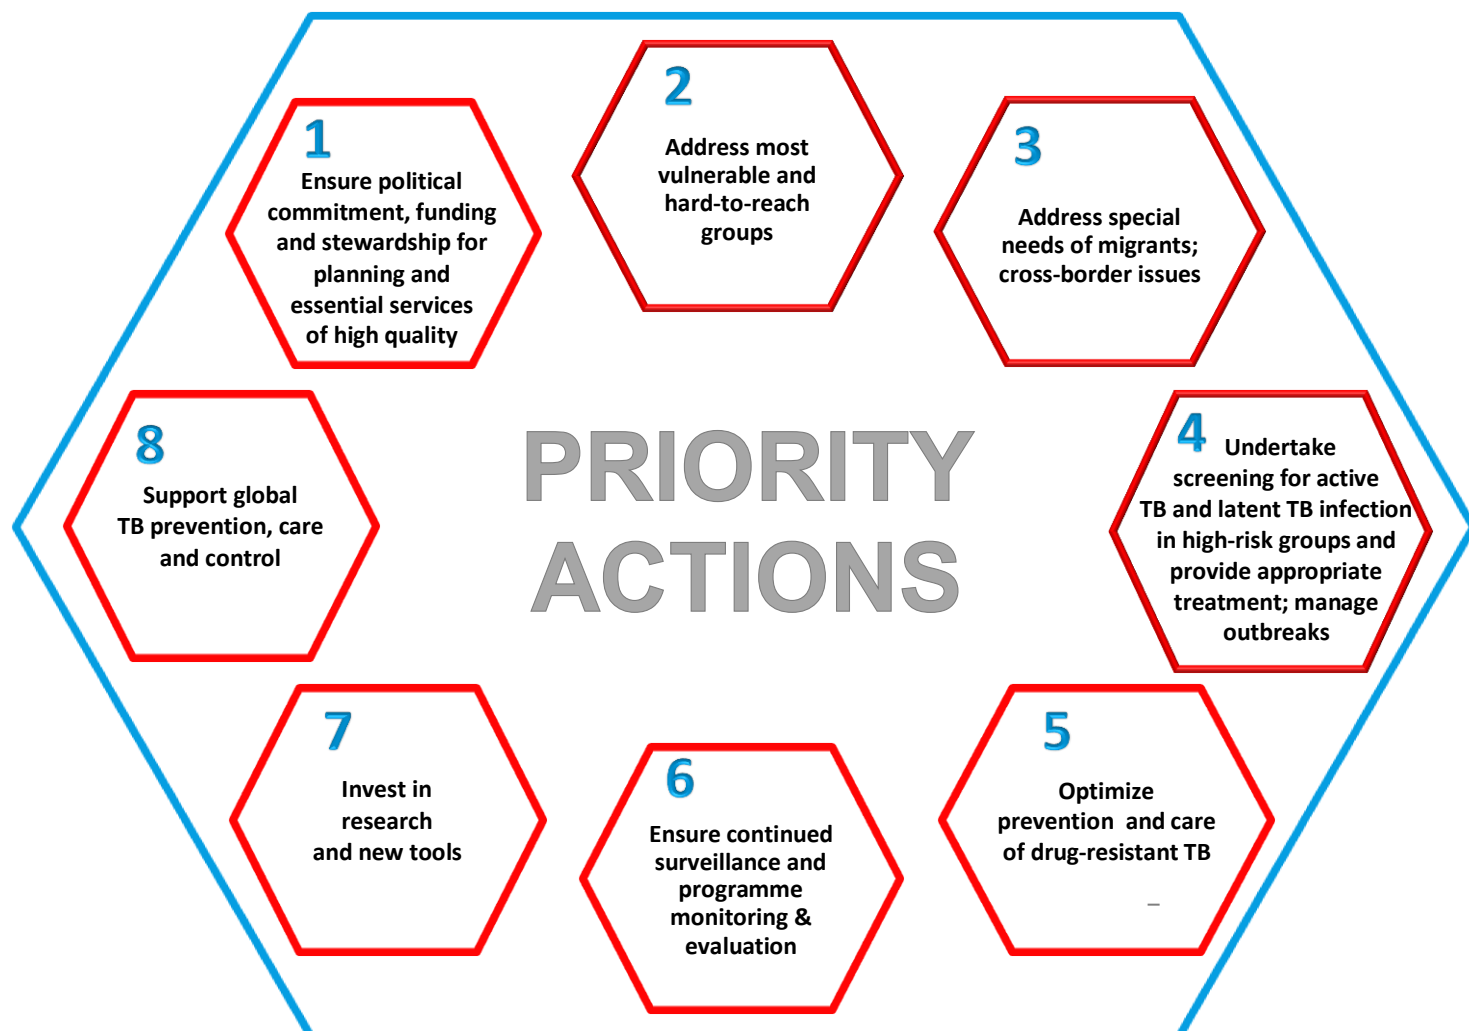 1
Ensure political
commitment, funding
and stewardship for
planning and
essential services
of high quality
2
Address most
vulnerable and
hard-to-reach
groups
3
Address special
needs of migrants;
cross-border issues
4 Undertake
screening for active
TB and latent TB infection
in high-risk groups and
provide appropriate
treatment; manage
outbreaks
5
Optimize
prevention and care
of drug-resistant TB
–
6
Ensure continued
surveillance and
programme
monitoring &
evaluation
7
Invest in
research
and new tools
8
Support global
TB prevention, care
and control
PRIORITY
ACTIONS